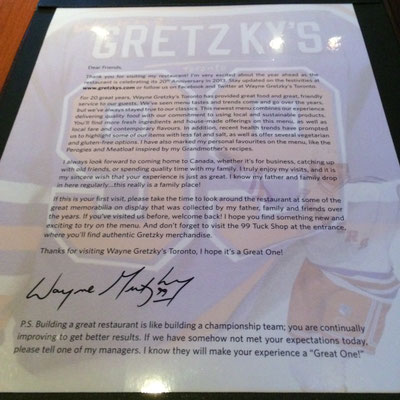 GRETZKY'S
Dear Friends,
Thank you for visiting my restaurant! I'm very excited about the year ahead as the
restaurant is celebrating its 20th Anniversary in 2013. Stay updated on the festivities at
www.gretzkys.com or follow us on Facebook and Twitter at Wayne Gretzky's Toronto.
For 20 good years, Wayne Gretzky's Toronto has provided great food and great, friendly
service to our guests. We've seen menu tastes and trends come and go over the years,
but we've always stayed true to our classics. This newest menu combines our experience
delivering quality food with our commitment to using local and sustainable products.
You'll find more fresh ingredients and house-made offerings on this menu, as well as
local fare and contemporary flavours. In addition, recent health trends have prompted
us to highlight some of our items with less fat and salt, as well as offer several vegetarian
and gluten-free options. I have also marked my personal favourites on the menu, like the
Perogies and Meatloaf inspired by my Grandmother's recipes.
I always look forward to coming home to Canada, whether it's for business, catching up
with old friends, or spending quality time with my family. I truly enjoy my visits, and it is
my sincere wish that your experience is just as great. I know my father and family drop
in here regularly...this really is a family place!
If this is your first visit, please take the time to look around the restaurant at some of the
great memorabilia on display that was collected by my father, family and friends over
the years. If you've visited us before, welcome back! I hope you find something new and
exciting to try on the menu. And don't forget to visit the 99 Tuck Shop at the entrance,
where you'll find authentic Gretzky merchandise.
Thanks for visiting Wayne Gretzky's Toronto, I hope it's a Great One!
Wayne Gretzky
99
P.S. Building a great restaurant is like building a championship team; you are continually
improving to get better results. If we have somehow not met your expectations today,
please tell one of my managers. I know they will make your experience a "Great One!"